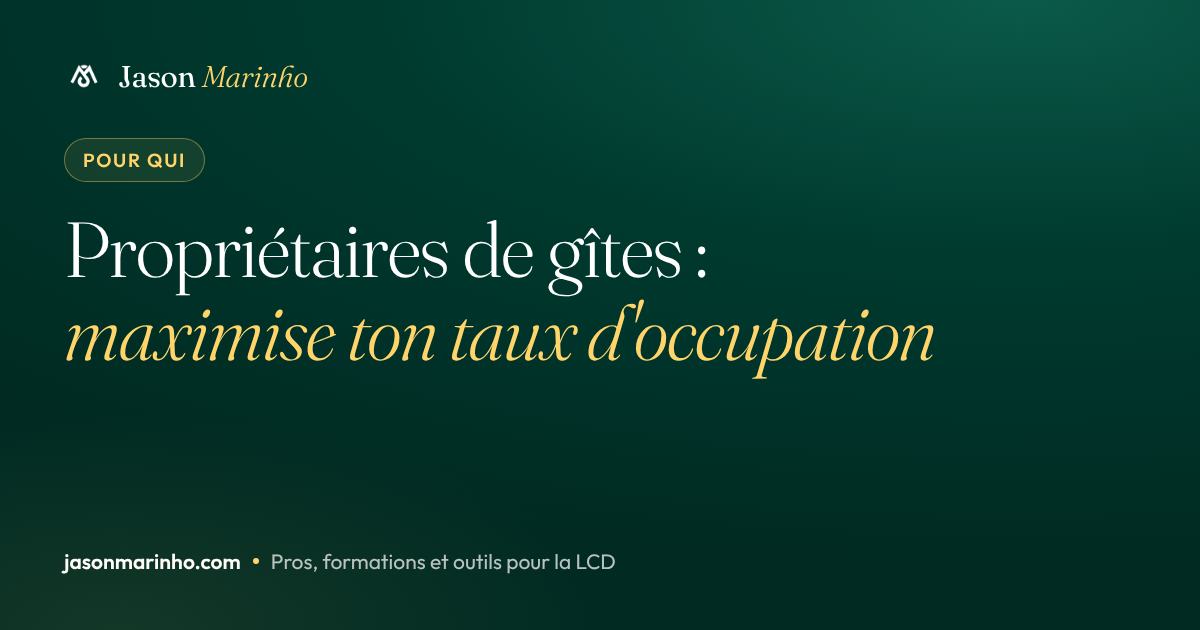 Jason Marinho
POUR QUI
Propriétaires de gîtes :
maximise ton taux d'occupation
jasonmarinho.com • Pros, formations et outils pour la LCD